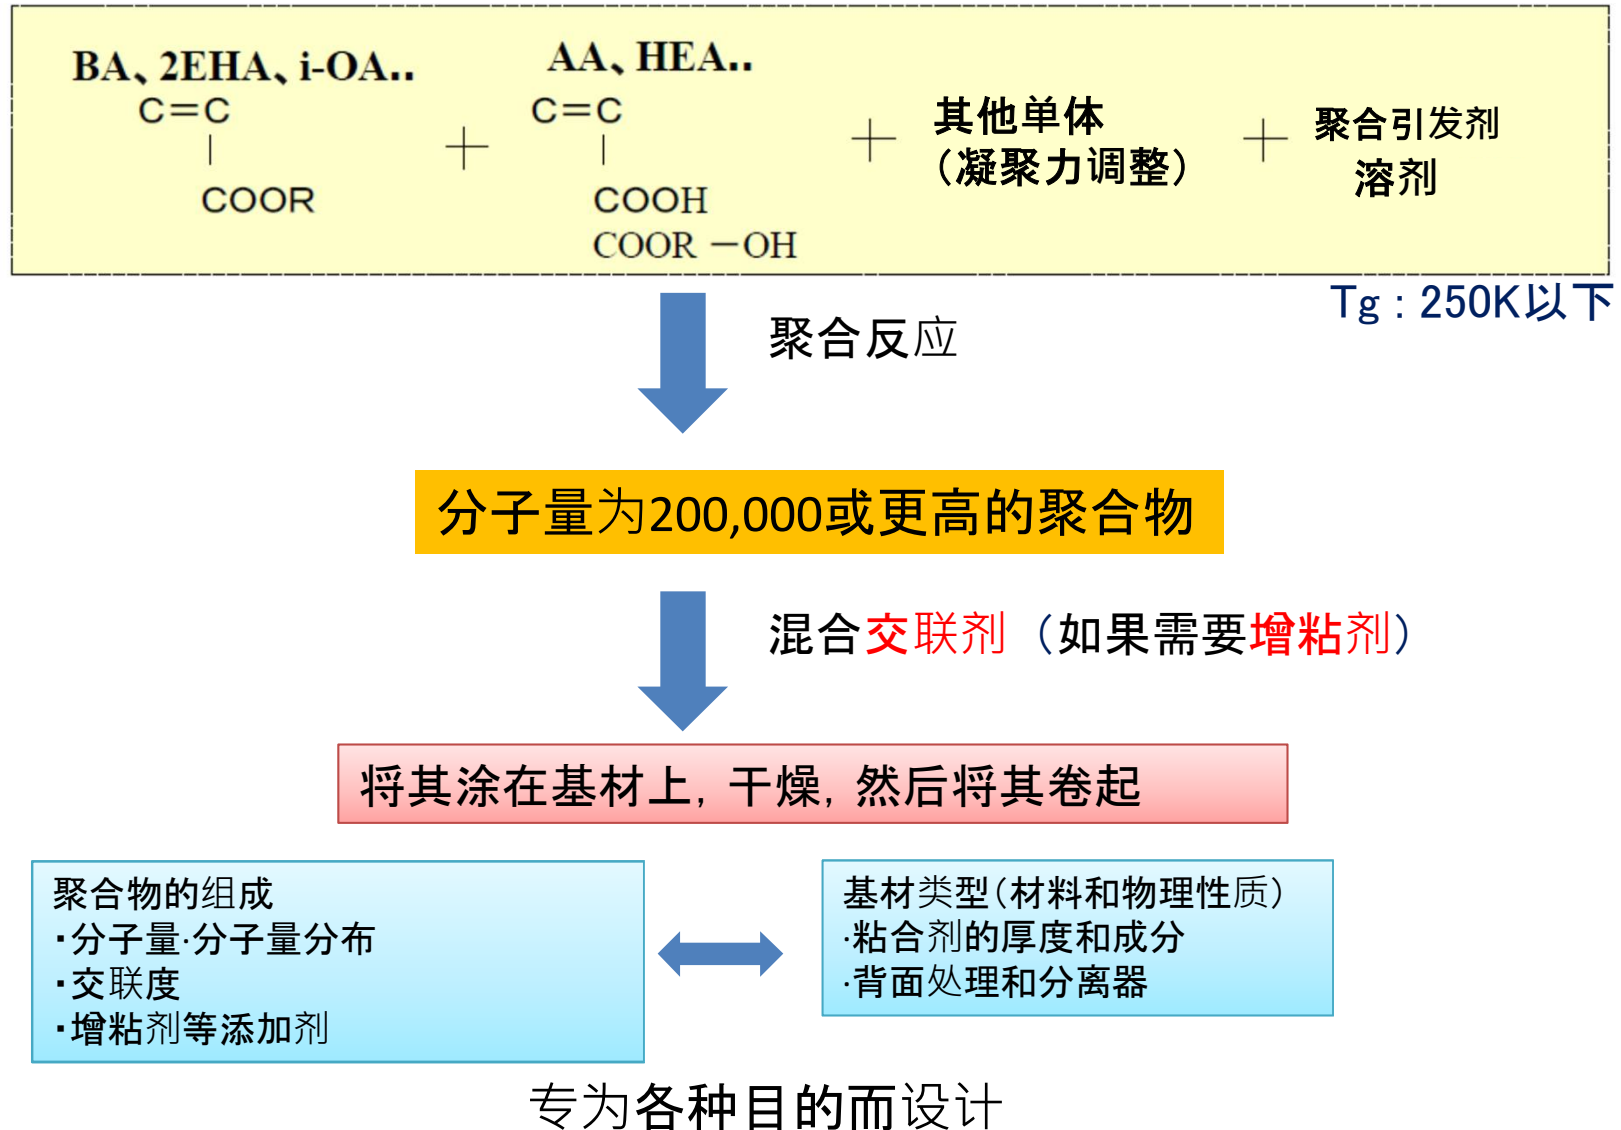 BA、2EHA、i-OA..
C=C
|
COOR
+
AA、HEA..
C=C
|
COOH
COOR -OH
+
其他单体
（凝聚力调整）
+
聚合引发剂
溶剂
Tg : 250K以下
聚合反应
分子量为200,000或更高的聚合物
混合交联剂（如果需要增粘剂）
将其涂在基材上, 干燥, 然后将其卷起
聚合物的组成
･分子量·分子量分布
･交联度
･增粘剂等添加剂
基材类型（材料和物理性质）
·粘合剂的厚度和成分
·背面处理和分离器
专为各种目的而设计